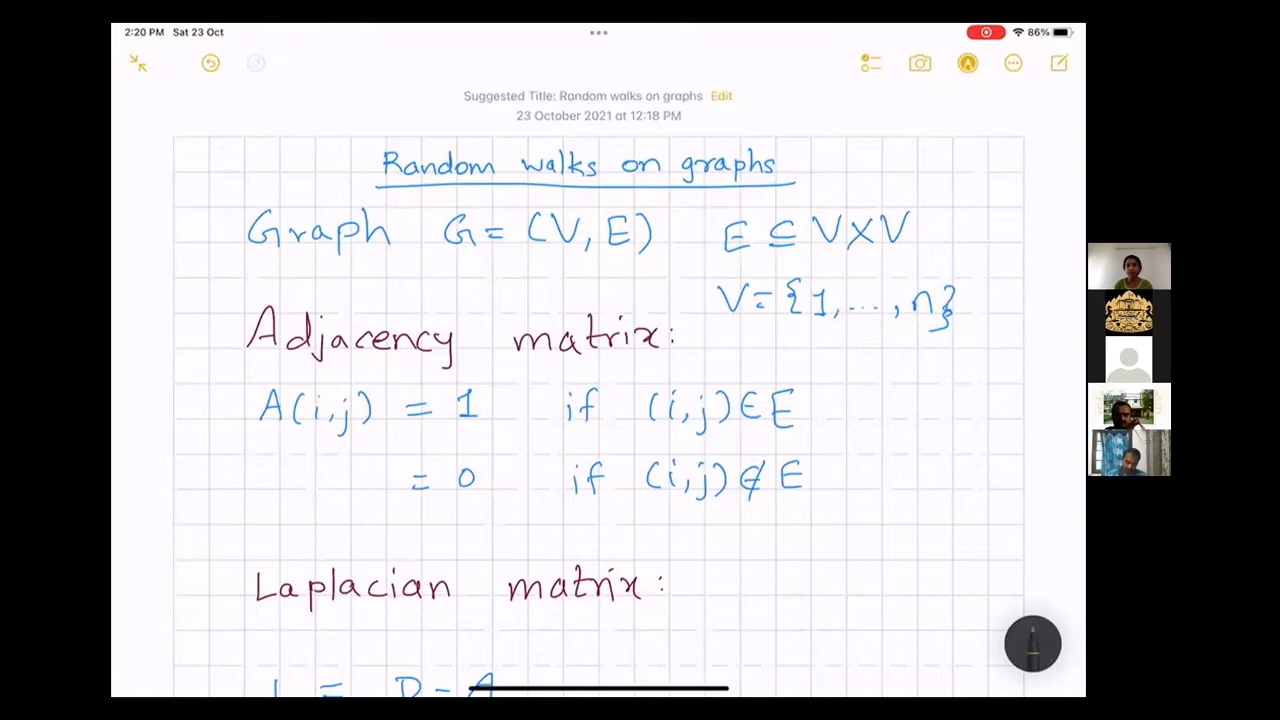 2:20 PM Sat 23 Oct
86%
Suggested Title: Random walks on graphs Edit
23 October 2021 at 12:18 PM
Random walks on graphs
Graph G = (V, E) E ⊆ V X V
V = {1, ..., n}
Adjacency matrix:
A(i,j) = 1 if (i,j) ∈ E
= 0 if (i,j) ∉ E
Laplacian matrix:
L = D - A